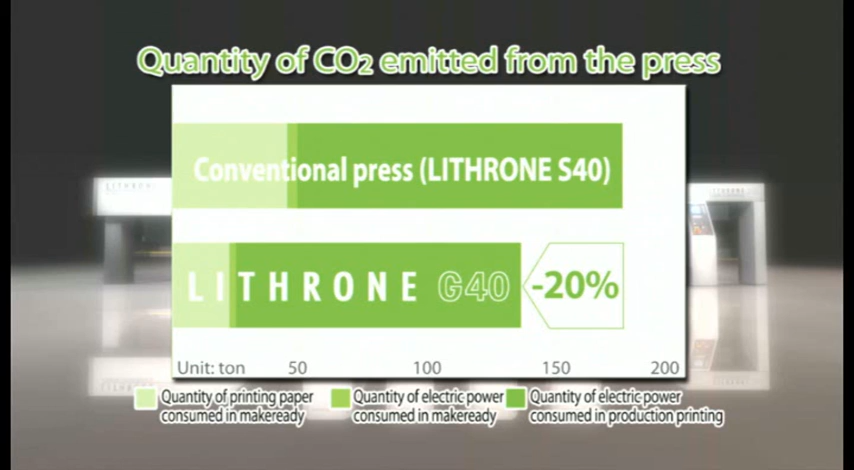 Quantity of CO2 emitted from the press
LITHRONE
LITHRONE
Conventional press (LITHRONE S40)
LITHRONE G40
-20%
Unit: ton 50 100 150 200
Quantity of printing paper
consumed in makeready
Quantity of electric power
consumed in makeready
Quantity of electric power
consumed in production printing